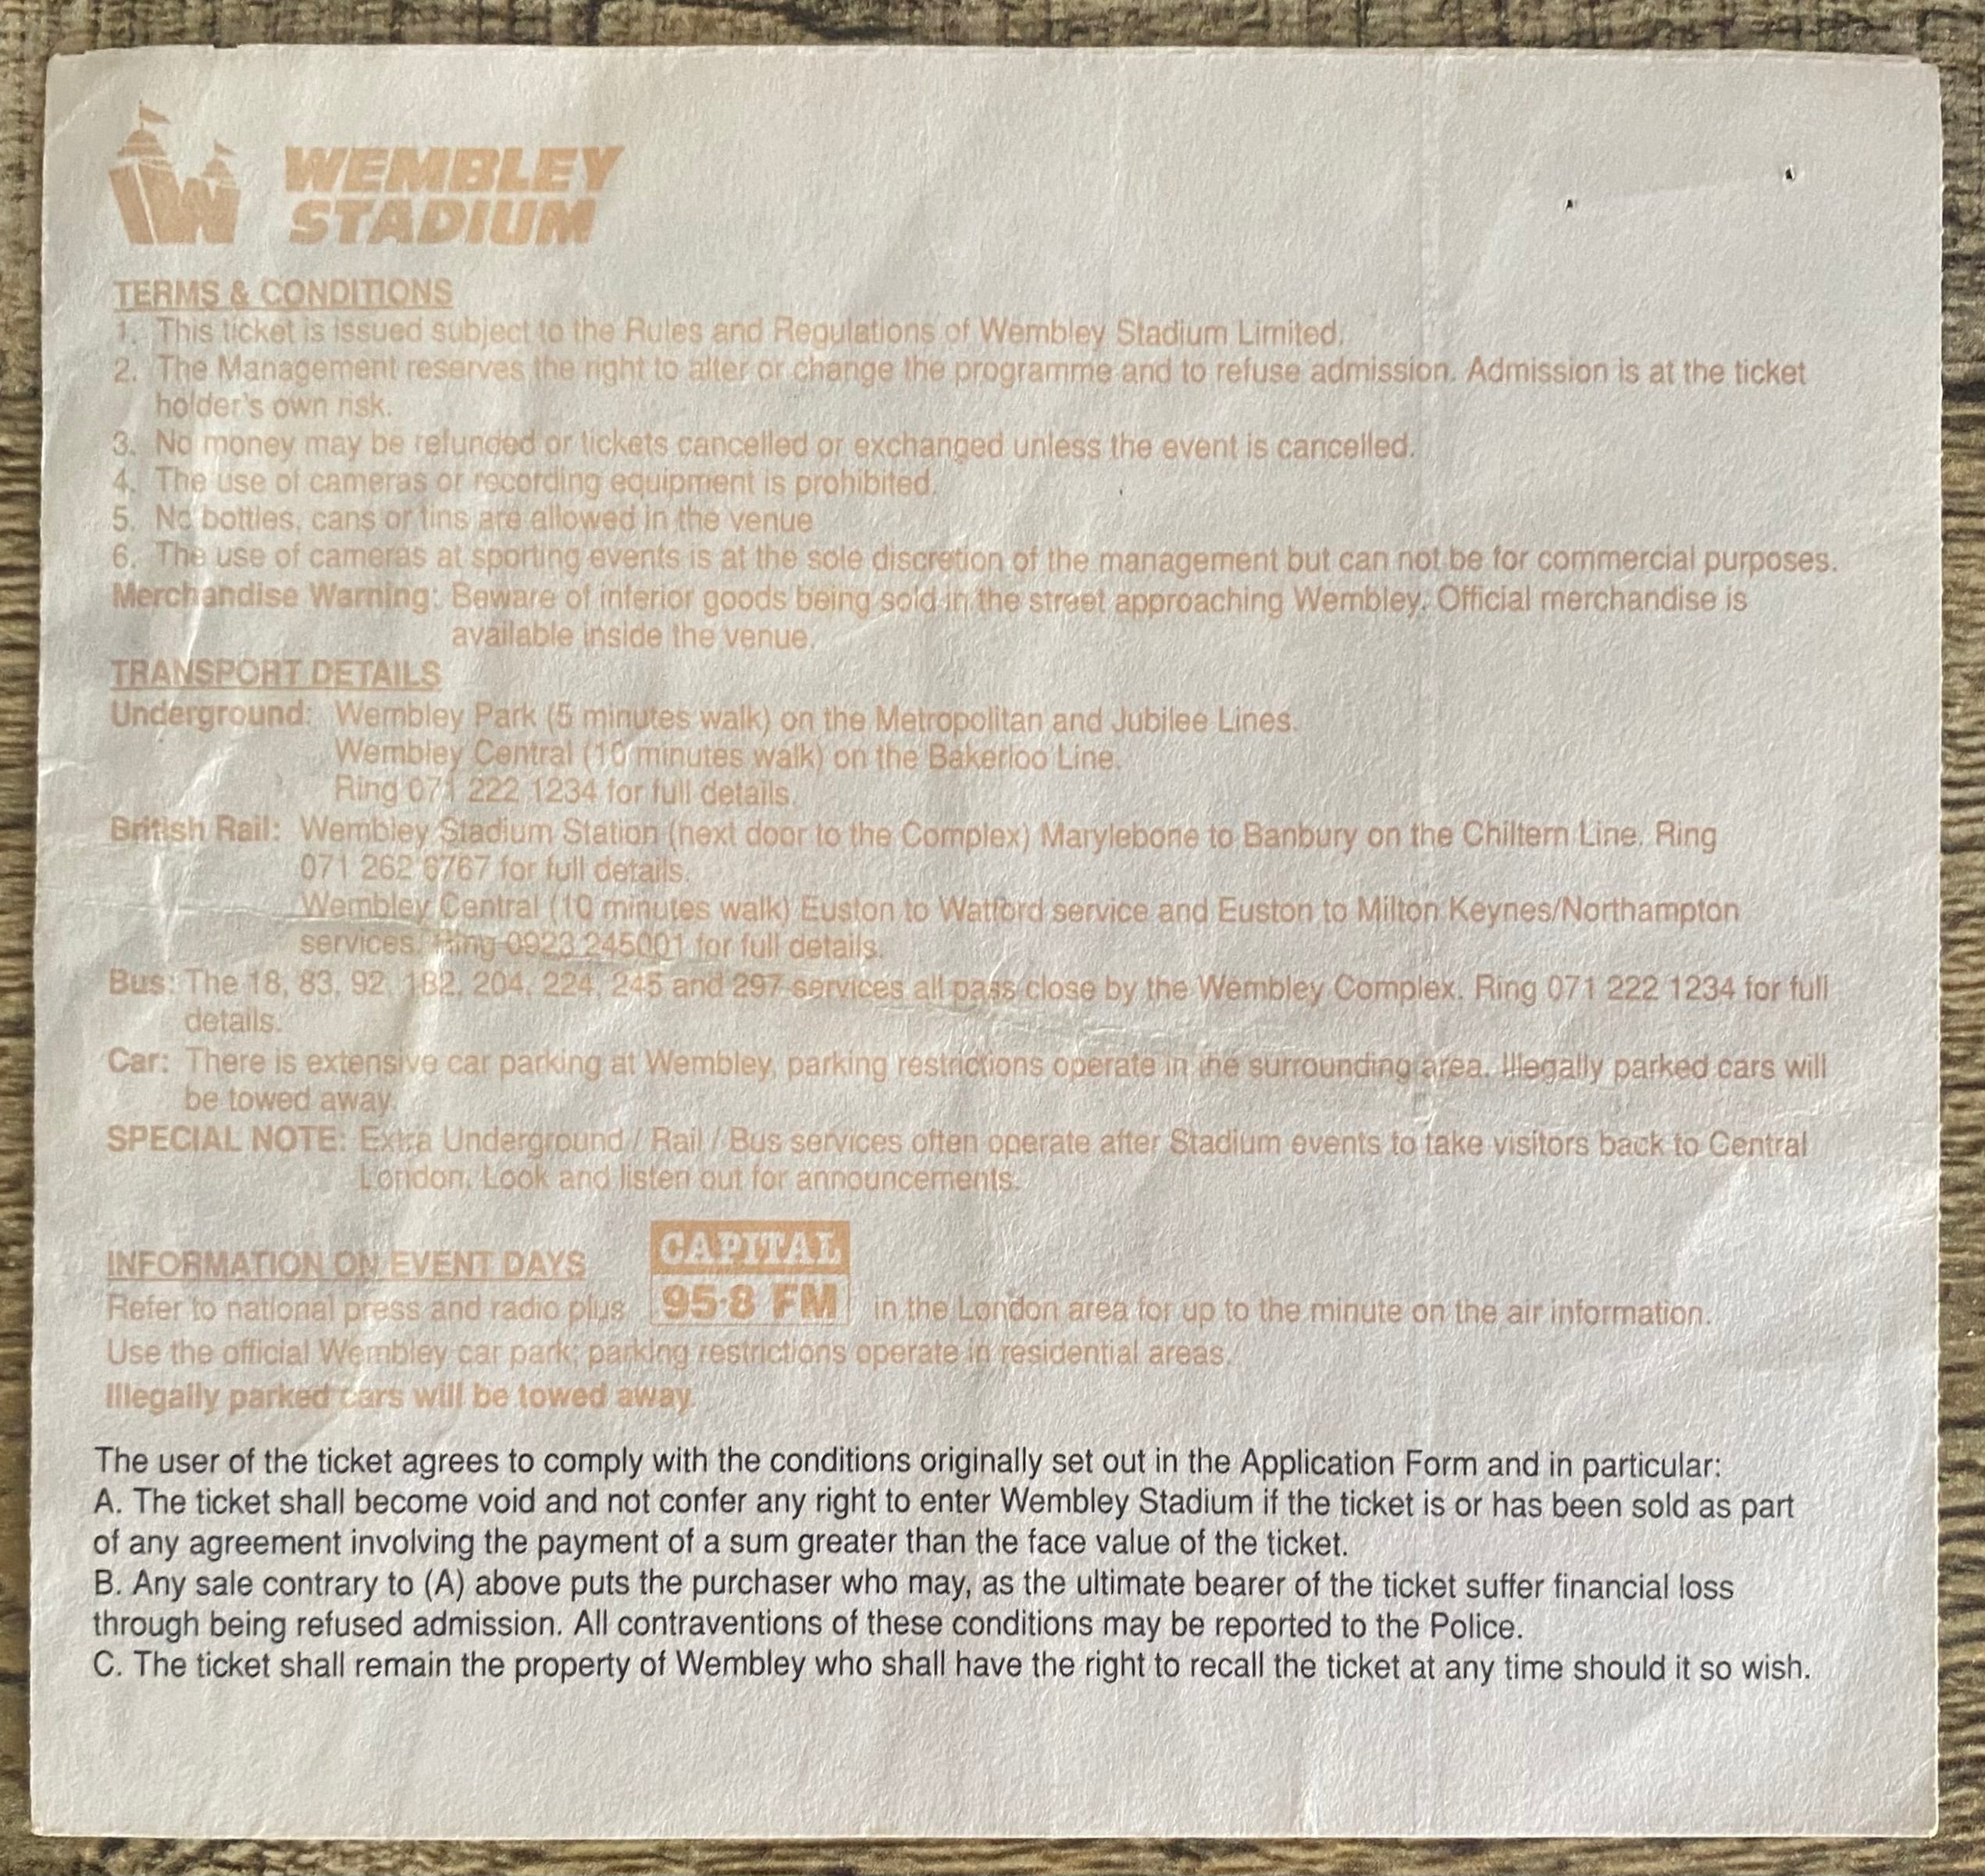 WEMBLEY
STADIUM
TERMS & CONDITIONS
1. This ticket is issued subject to the Rules and Regulations of Wembley Stadium Limited.
2. The Management reserves the right to alter or change the programme and to refuse admission. Admission is at the ticket
holder's own risk.
3. No money may be refunded or tickets cancelled or exchanged unless the event is cancelled.
4. The use of cameras or recording equipment is prohibited.
5. No bottles, cans or tins are allowed in the venue
6. The use of cameras at sporting events is at the sole discretion of the management but can not be for commercial purposes.
Merchandise Warning: Beware of inferior goods being sold in the street approaching Wembley. Official merchandise is
available inside the venue.
TRANSPORT DETAILS
Underground: Wembley Park (5 minutes walk) on the Metropolitan and Jubilee Lines.
Wembley Central (10 minutes walk) on the Bakerloo Line.
Ring 071 222 1234 for full details.
British Rail: Wembley Stadium Station (next door to the Complex) Marylebone to Banbury on the Chiltern Line. Ring
071 262 6767 for full details.
Wembley Central (10 minutes walk) Euston to Watford service and Euston to Milton Keynes/Northampton
services. Ring 0923 245001 for full details.
Bus: The 18, 83, 92, 182, 204, 224, 245 and 297 services all pass close by the Wembley Complex. Ring 071 222 1234 for full
details.
Car: There is extensive car parking at Wembley, parking restrictions operate in the surrounding area. Illegally parked cars will
be towed away.
SPECIAL NOTE: Extra Underground / Rail / Bus services often operate after Stadium events to take visitors back to Central
London. Look and listen out for announcements.
INFORMATION ON EVENT DAYS CAPITAL
Refer to national press and radio plus 95·8 FM in the London area for up to the minute on the air information.
Use the official Wembley car park; parking restrictions operate in residential areas.
Illegally parked cars will be towed away.
The user of the ticket agrees to comply with the conditions originally set out in the Application Form and in particular:
A. The ticket shall become void and not confer any right to enter Wembley Stadium if the ticket is or has been sold as part
of any agreement involving the payment of a sum greater than the face value of the ticket.
B. Any sale contrary to (A) above puts the purchaser who may, as the ultimate bearer of the ticket suffer financial loss
through being refused admission. All contraventions of these conditions may be reported to the Police.
C. The ticket shall remain the property of Wembley who shall have the right to recall the ticket at any time should it so wish.